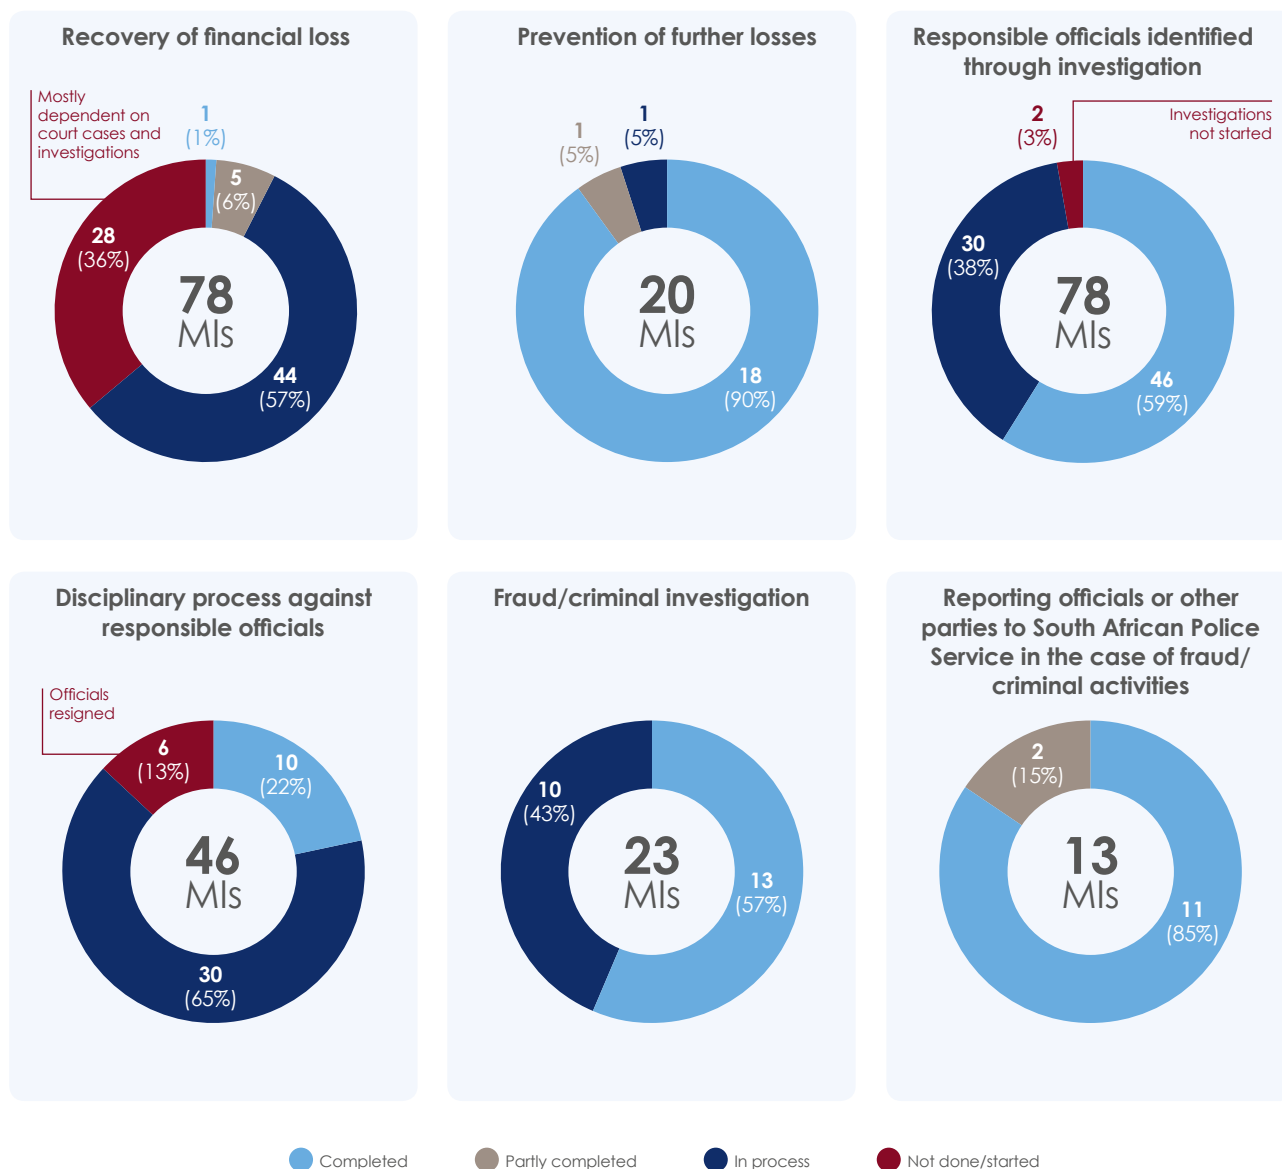 Recovery of financial loss
Mostly
dependent on
court cases and
investigations
1
(1%)
5
(6%)
28
(36%)
78
MIs
44
(57%)
Prevention of further losses
1
(5%)
1
(5%)
20
MIs
18
(90%)
Responsible officials identified
through investigation
2
(3%)
Investigations
not started
30
(38%)
78
MIs
46
(59%)
Disciplinary process against
responsible officials
Officials
resigned
6
(13%)
10
(22%)
46
MIs
30
(65%)
Fraud/criminal investigation
10
(43%)
23
MIs
13
(57%)
Reporting officials or other
parties to South African Police
Service in the case of fraud/
criminal activities
2
(15%)
13
MIs
11
(85%)
Completed
Partly completed
In process
Not done/started